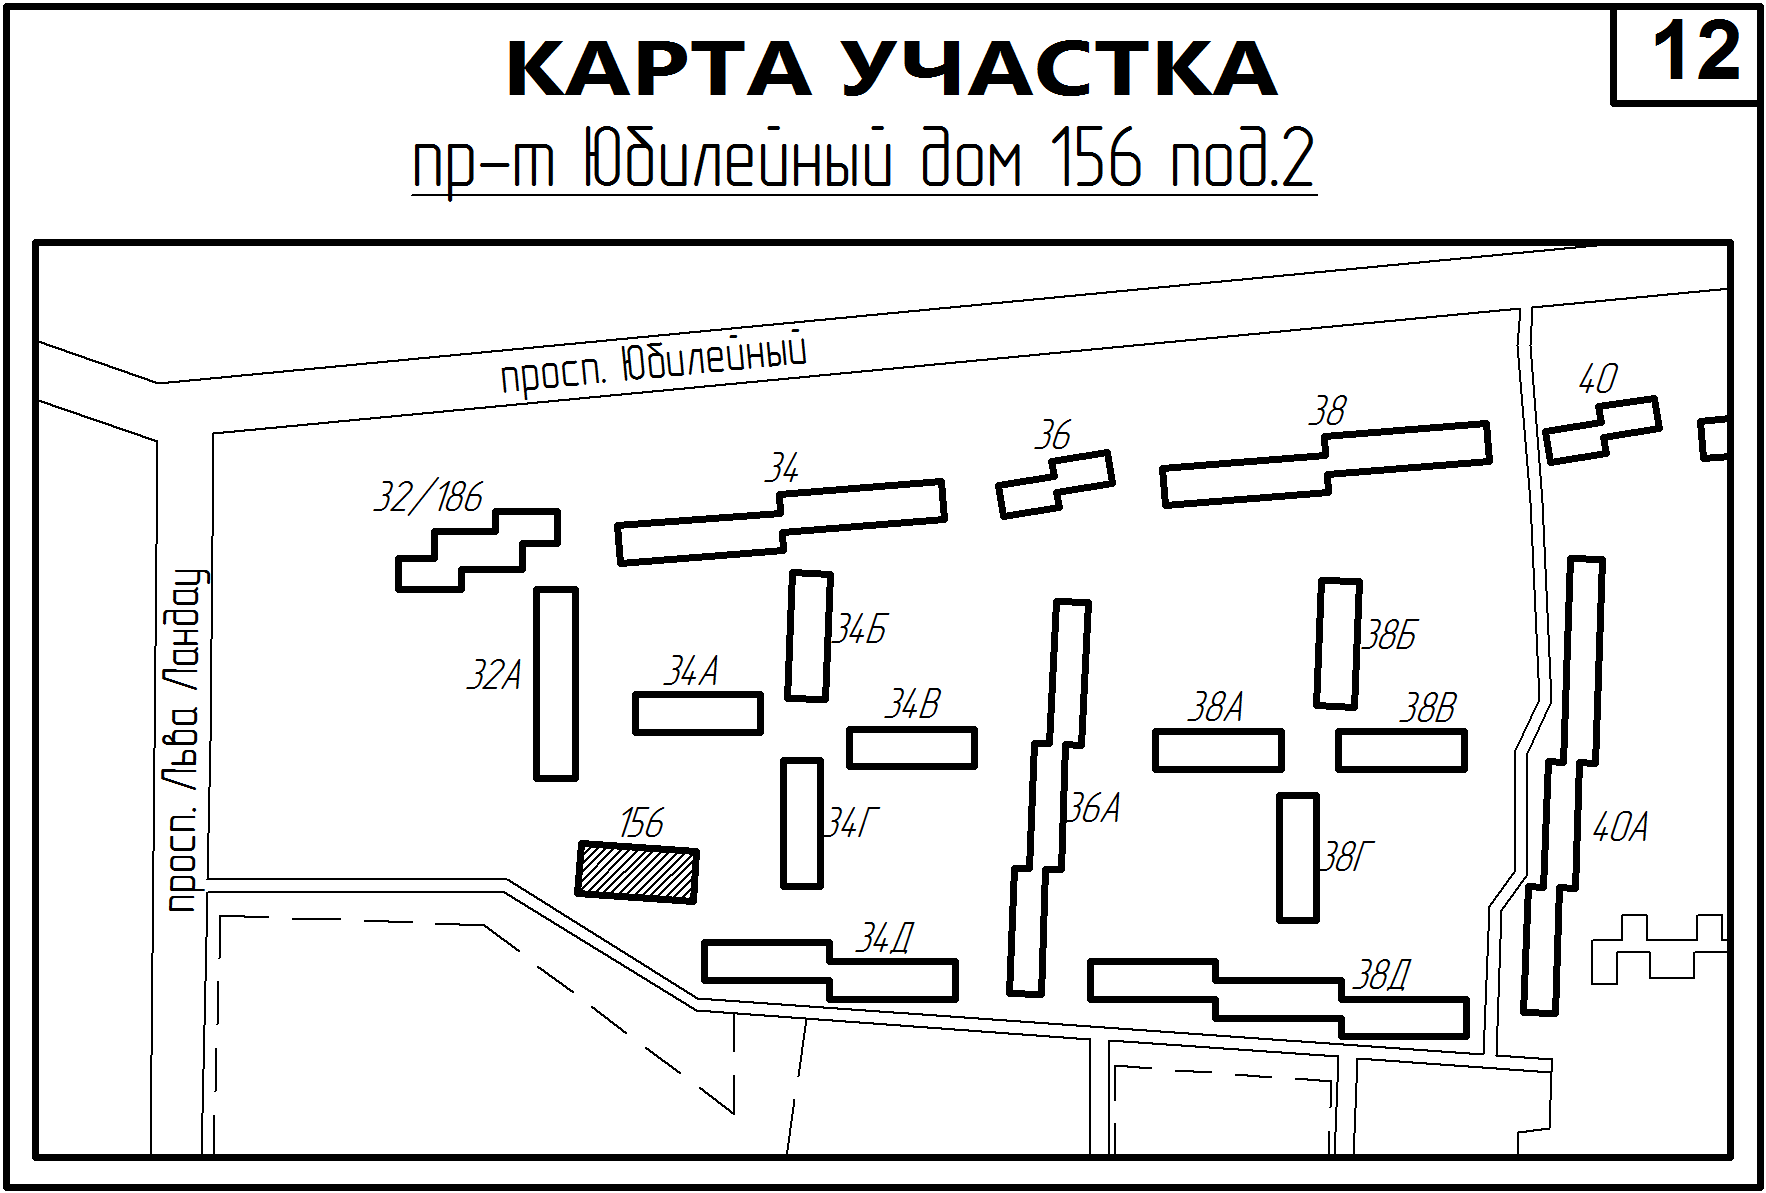 КАРТА УЧАСТКА
12
пр-т Юбилейный дом 156 под.2
просп. Юбилейный
40
38
36
34
32/186
34Б
38Б
32А
34А
34В
38А
38В
156
34Г
36А
38Г
40А
просп. Льва Ландау
34Д
38Д